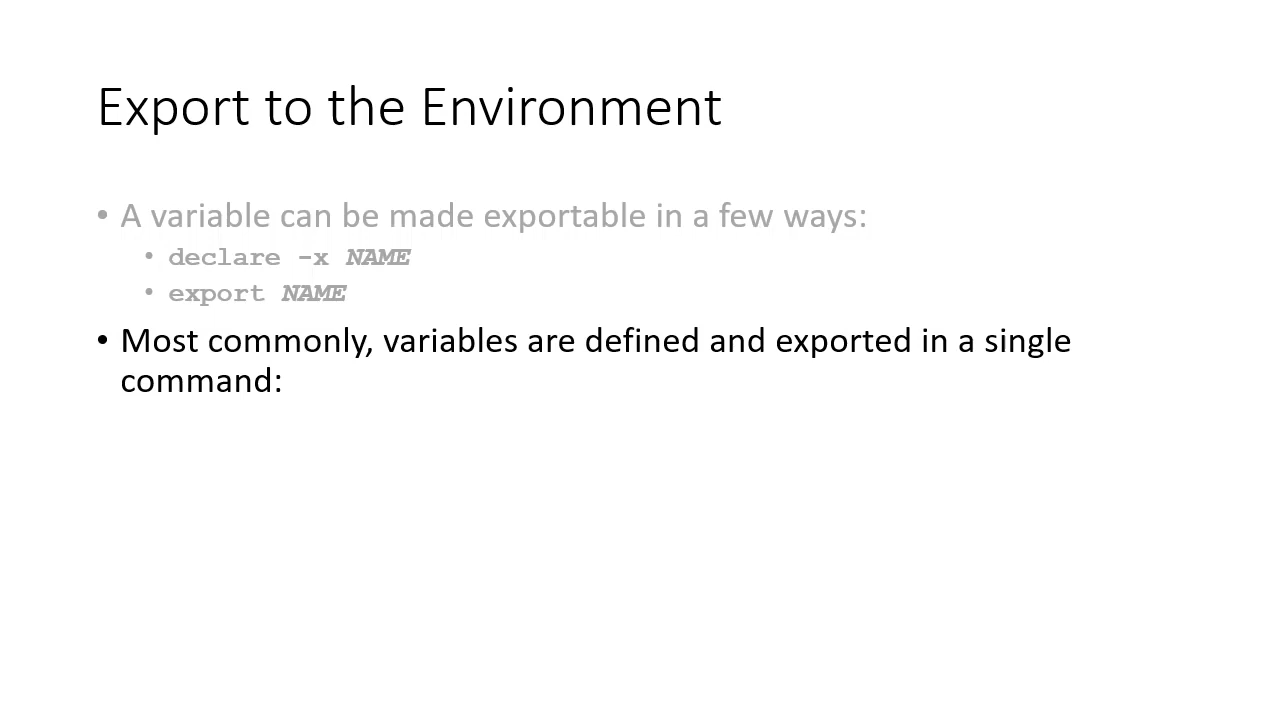 Export to the Environment
• A variable can be made exportable in a few ways:
• declare -x NAME
• export NAME
• Most commonly, variables are defined and exported in a single
command: